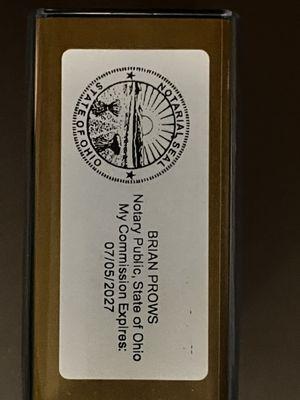 NOTARIAL SEAL
STATE OF OHIO
BRIAN PROWS
Notary Public, State of Ohio
My Commission Expires:
07/05/2027